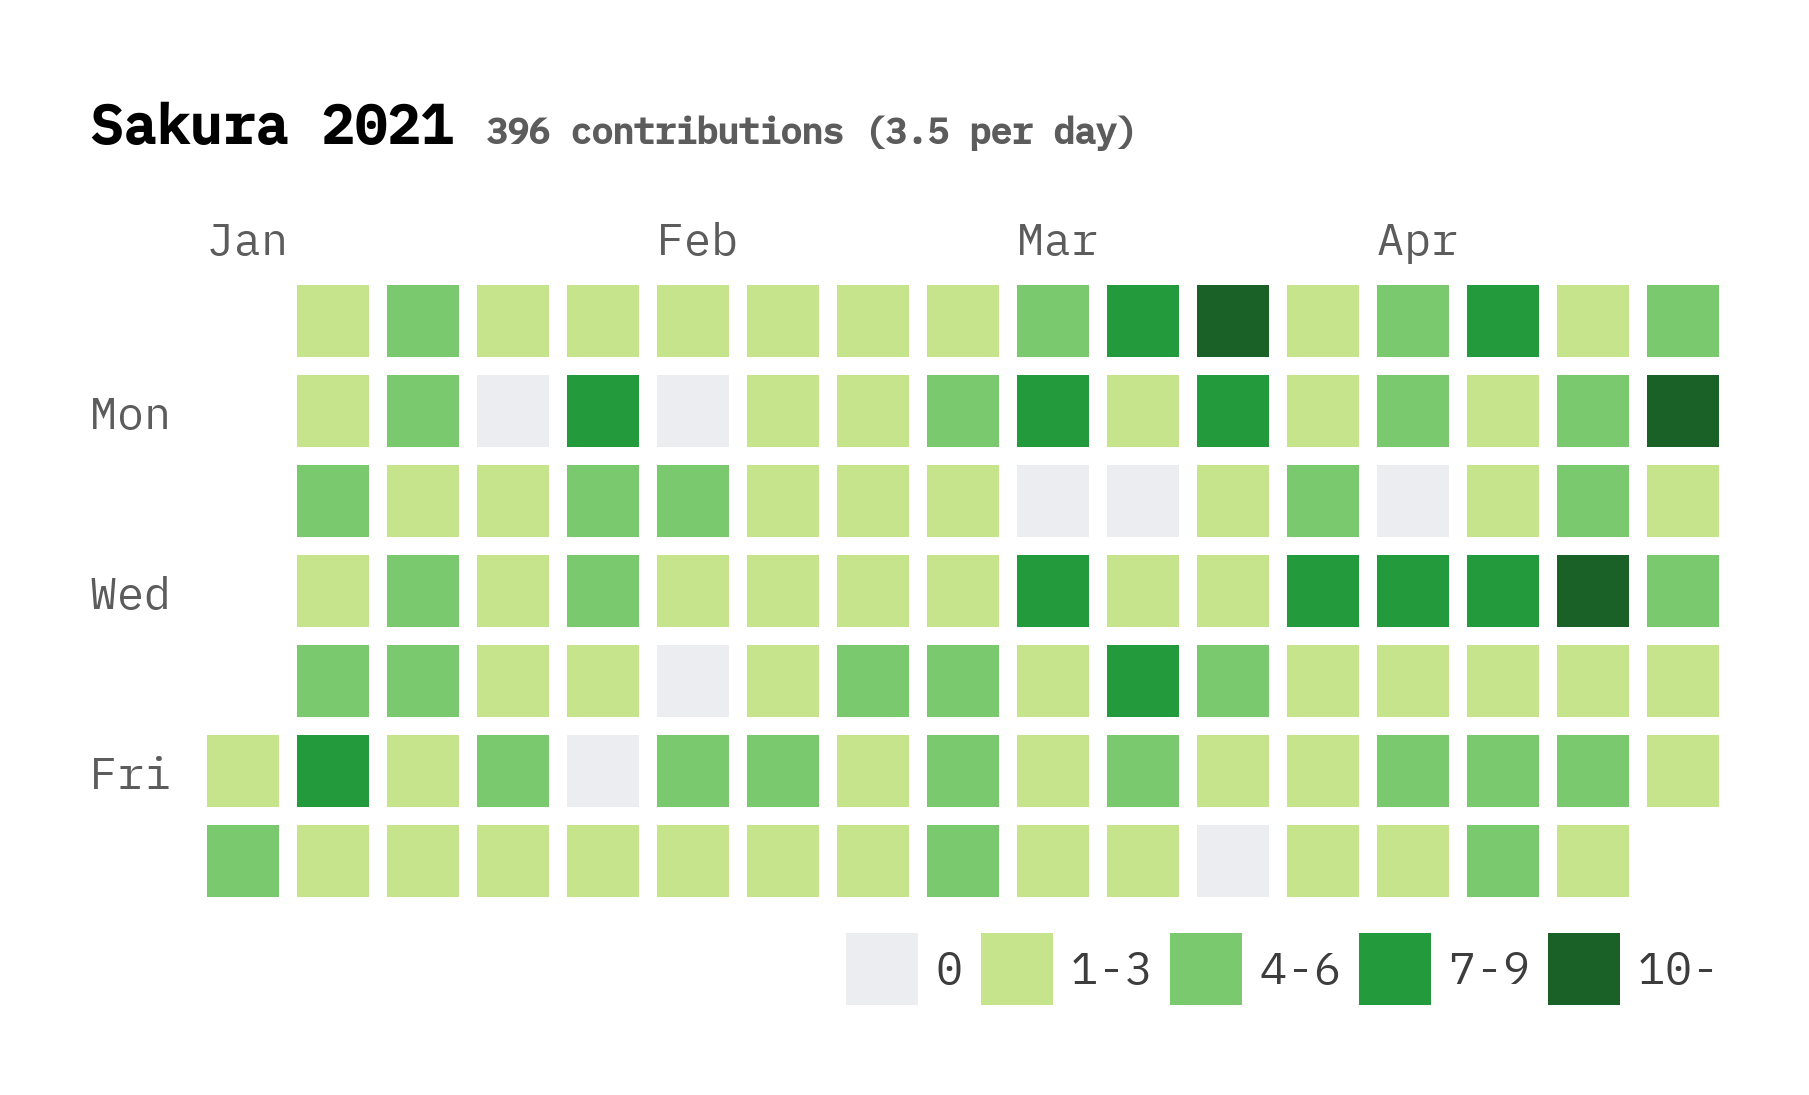 Sakura 2021 396 contributions (3.5 per day)
Jan Feb Mar Apr
Mon
Wed
Fri
0 1-3 4-6 7-9 10-